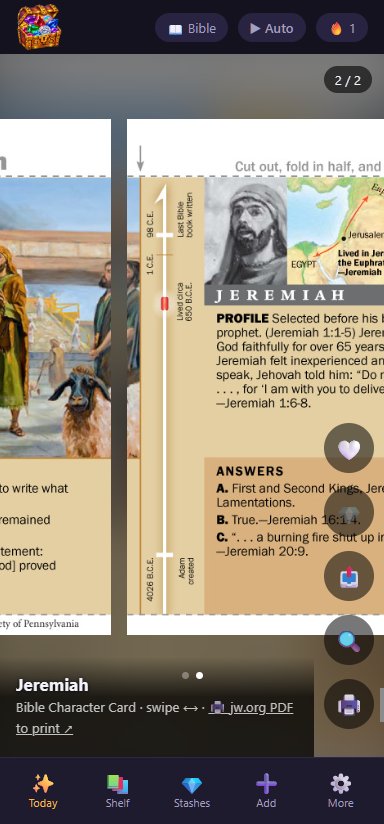 Bible
Auto
1
2 / 2
Cut out, fold in half, and
to write what
remained
tement:
od] proved
ety of Pennsylvania
98 C.E.
Last Bible
book written
1 C.E.
Lived circa
650 B.C.E.
4026 B.C.E.
Adam
created
Jerusalem
EGYPT
Lived in Jer
the Euphrat
—Jeremiah
JEREMIAH
PROFILE Selected before his b
prophet. (Jeremiah 1:1-5) Jerem
God faithfully for over 65 years
Jeremiah felt inexperienced an
speak, Jehovah told him: “Do n
. . . , for ‘I am with you to delive
—Jeremiah 1:6-8.
ANSWERS
A. First and Second Kings, Jere
Lamentations.
B. True.—Jeremiah 16:1-4.
C. “. . . a burning fire shut up in
—Jeremiah 20:9.
Jeremiah
Bible Character Card · swipe ↔ · jw.org PDF
to print ↗
Today
Shelf
Stashes
Add
More